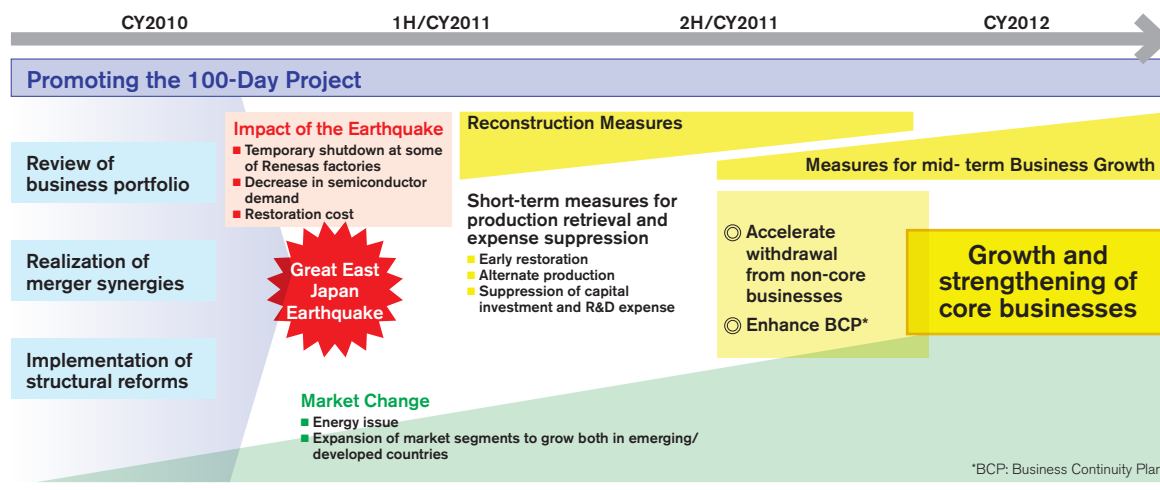 CY2010 1H/CY2011 2H/CY2011 CY2012
Promoting the 100-Day Project
Review of
business portfolio
Realization of
merger synergies
Implementation of
structural reforms
Impact of the Earthquake
■ Temporary shutdown at some
of Renesas factories
■ Decrease in semiconductor
demand
■ Restoration cost
Great East
Japan
Earthquake
Market Change
■ Energy issue
■ Expansion of market segments to grow both in emerging/
developed countries
Reconstruction Measures
Short-term measures for
production retrieval and
expense suppression
■ Early restoration
■ Alternate production
■ Suppression of capital
investment and R&D expense
Measures for mid- term Business Growth
◎ Accelerate
withdrawal
from non-core
businesses
◎ Enhance BCP*
Growth and
strengthening of
core businesses
*BCP: Business Continuity Plan